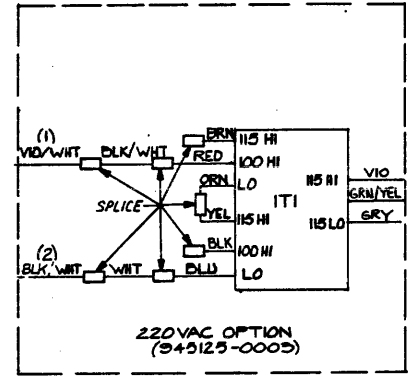 BRN
115 HI
(1)
VIO/WHT
BLK/WHT
RED
100 HI
ORN
LO
115 HI
VIO
SPLICE
1T1
GRN/YEL
YEL
115 HI
115 LO
GRY
(2)
BLK
100 HI
BLK/WHT
WHT
BLU
LO
220VAC OPTION
(945125-0003)